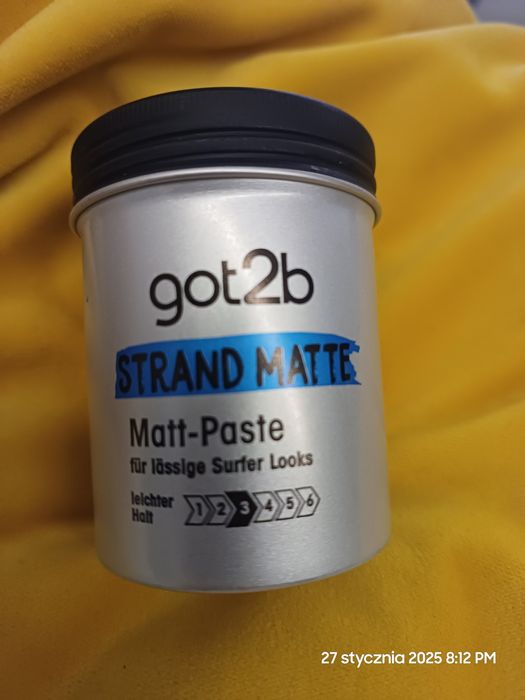 got2b
STRAND MATTE
Matt-Paste
für lässige Surfer Looks
leichter
Halt
1 2 3 4 5 6
27 stycznia 2025 8:12 PM